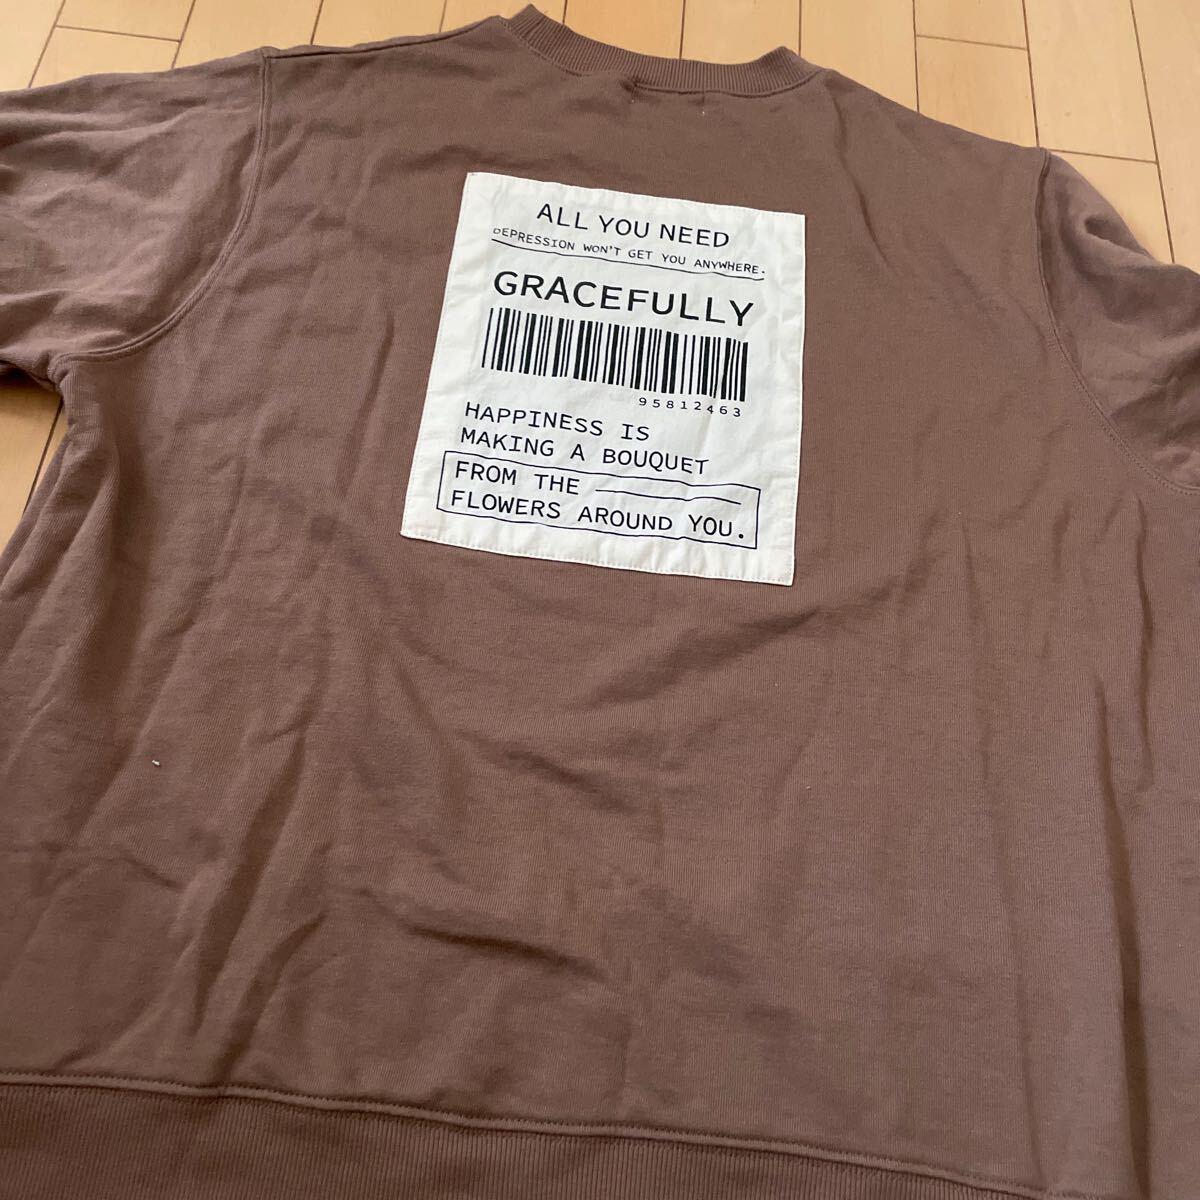 ALL YOU NEED
DEPRESSION WON'T GET YOU ANYWHERE.
GRACEFULLY
95812463
HAPPINESS IS
MAKING A BOUQUET
FROM THE
FLOWERS AROUND YOU.